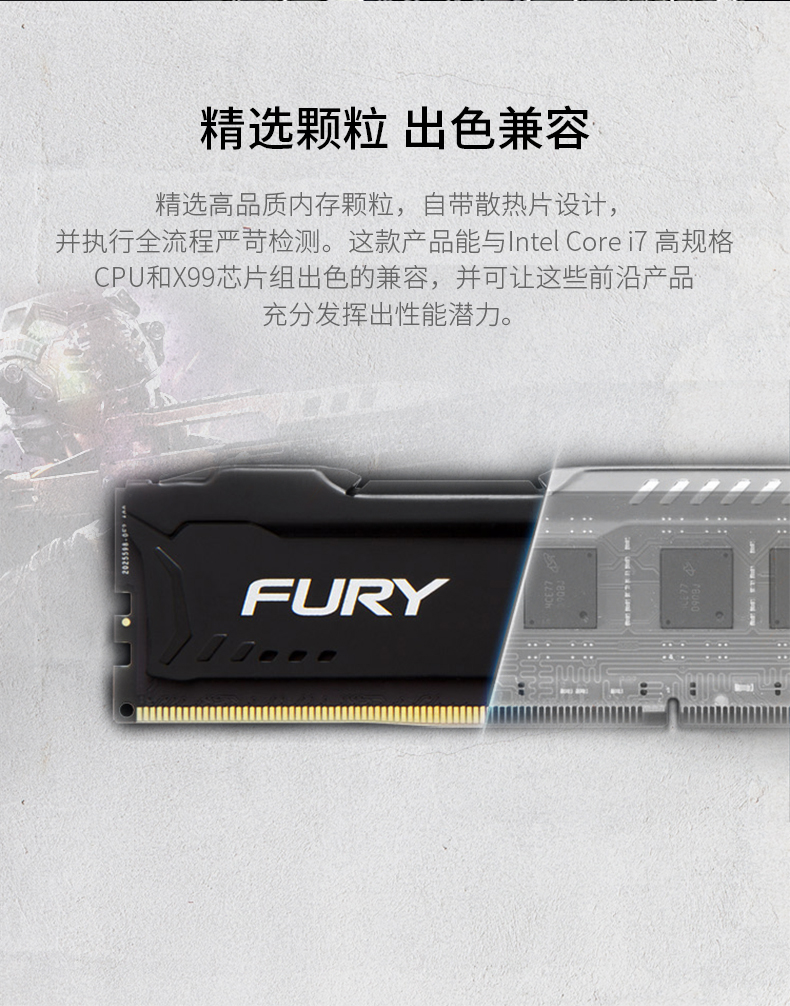 精选颗粒 出色兼容
精选高品质内存颗粒，自带散热片设计，
并执行全流程严苛检测。这款产品能与Intel Core i7 高规格
CPU和X99芯片组出色的兼容，并可让这些前沿产品
充分发挥出性能潜力。
FURY